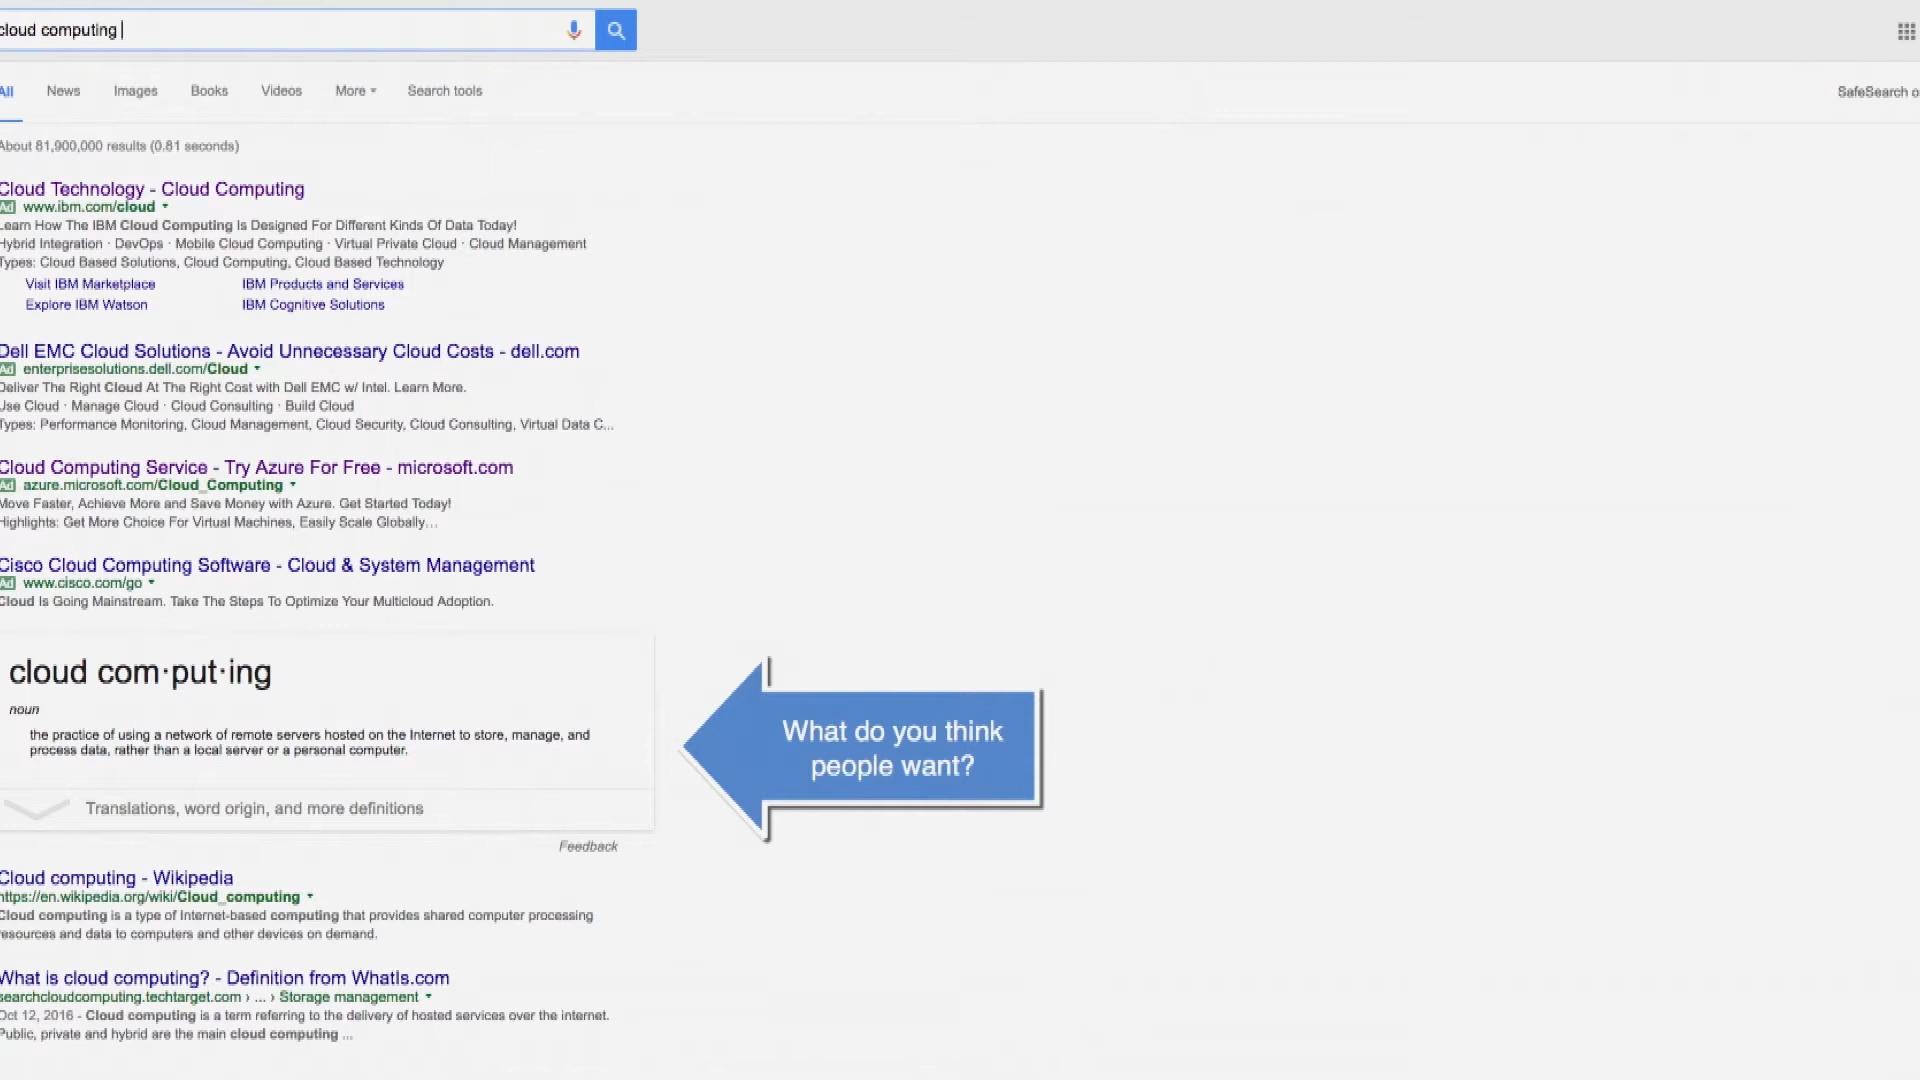 cloud computing
All News Images Books Videos More Search tools SafeSearch o
About 81,900,000 results (0.81 seconds)
Cloud Technology - Cloud Computing
Ad www.ibm.com/cloud
Learn How The IBM Cloud Computing Is Designed For Different Kinds Of Data Today!
Hybrid Integration · DevOps · Mobile Cloud Computing · Virtual Private Cloud · Cloud Management
Types: Cloud Based Solutions, Cloud Computing, Cloud Based Technology
Visit IBM Marketplace IBM Products and Services
Explore IBM Watson IBM Cognitive Solutions
Dell EMC Cloud Solutions - Avoid Unnecessary Cloud Costs - dell.com
Ad enterprisesolutions.dell.com/Cloud
Deliver The Right Cloud At The Right Cost with Dell EMC w/ Intel. Learn More.
Use Cloud · Manage Cloud · Cloud Consulting · Build Cloud
Types: Performance Monitoring, Cloud Management, Cloud Security, Cloud Consulting, Virtual Data C...
Cloud Computing Service - Try Azure For Free - microsoft.com
Ad azure.microsoft.com/Cloud_Computing
Move Faster, Achieve More and Save Money with Azure. Get Started Today!
Highlights: Get More Choice For Virtual Machines, Easily Scale Globally…
Cisco Cloud Computing Software - Cloud & System Management
Ad www.cisco.com/go
Cloud Is Going Mainstream. Take The Steps To Optimize Your Multicloud Adoption.
cloud com·put·ing
noun
the practice of using a network of remote servers hosted on the Internet to store, manage, and
process data, rather than a local server or a personal computer.
What do you think
people want?
Translations, word origin, and more definitions
Feedback
Cloud computing - Wikipedia
https://en.wikipedia.org/wiki/Cloud_computing
Cloud computing is a type of Internet-based computing that provides shared computer processing
resources and data to computers and other devices on demand.
What is cloud computing? - Definition from WhatIs.com
searchcloudcomputing.techtarget.com › ... › Storage management
Oct 12, 2016 - Cloud computing is a term referring to the delivery of hosted services over the internet.
Public, private and hybrid are the main cloud computing ...